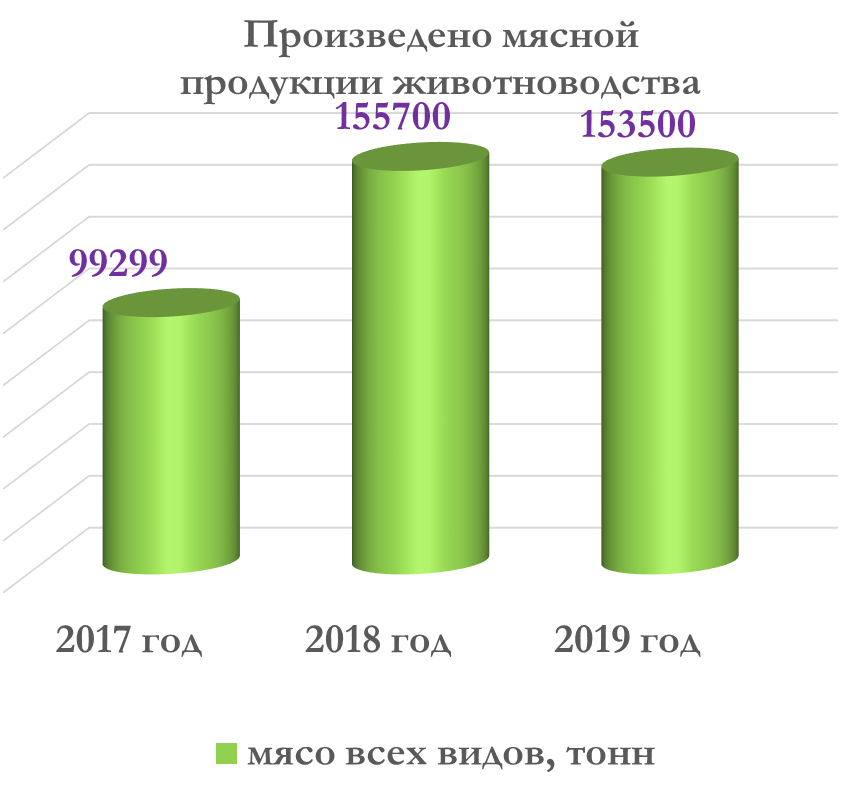 Произведено мясной
продукции животноводства
155700
153500
99299
2017 год
2018 год
2019 год
мясо всех видов, тонн